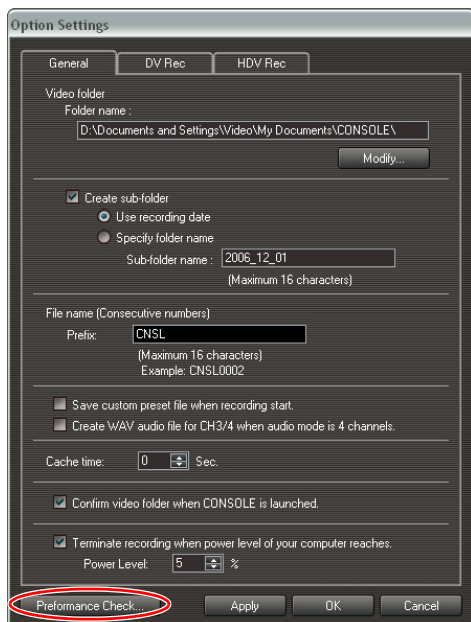 Option Settings
General DV Rec HDV Rec
Video folder
Folder name :
D:\Documents and Settings\Video\My Documents\CONSOLE\
Modify...
Create sub-folder
Use recording date
Specify folder name
Sub-folder name : 2006_12_01
(Maximum 16 characters)
File name (Consecutive numbers)
Prefix: CNSL
(Maximum 16 characters)
Example: CNSL0002
Save custom preset file when recording start.
Create WAV audio file for CH3/4 when audio mode is 4 channels.
Cache time: 0 Sec.
Confirm video folder when CONSOLE is launched.
Terminate recording when power level of your computer reaches.
Power Level: 5 %
Preformance Check... Apply OK Cancel